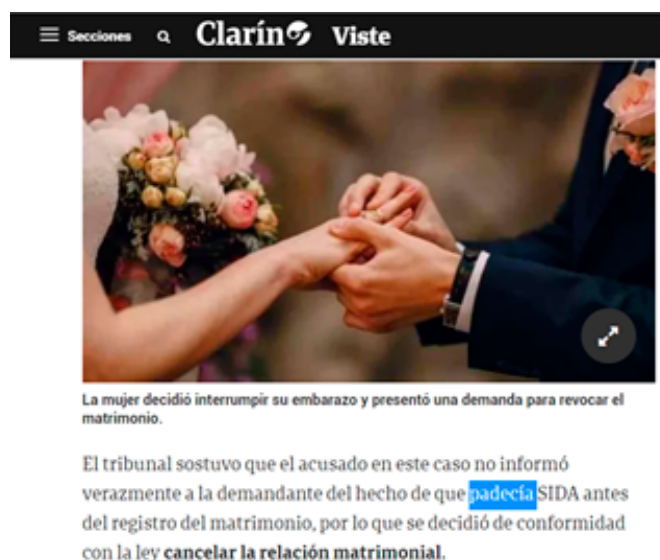 Secciones Clarín Viste
La mujer decidió interrumpir su embarazo y presentó una demanda para revocar el
matrimonio.
El tribunal sostuvo que el acusado en este caso no informó
verazmente a la demandante del hecho de que padecía SIDA antes
del registro del matrimonio, por lo que se decidió de conformidad
con la ley cancelar la relación matrimonial.